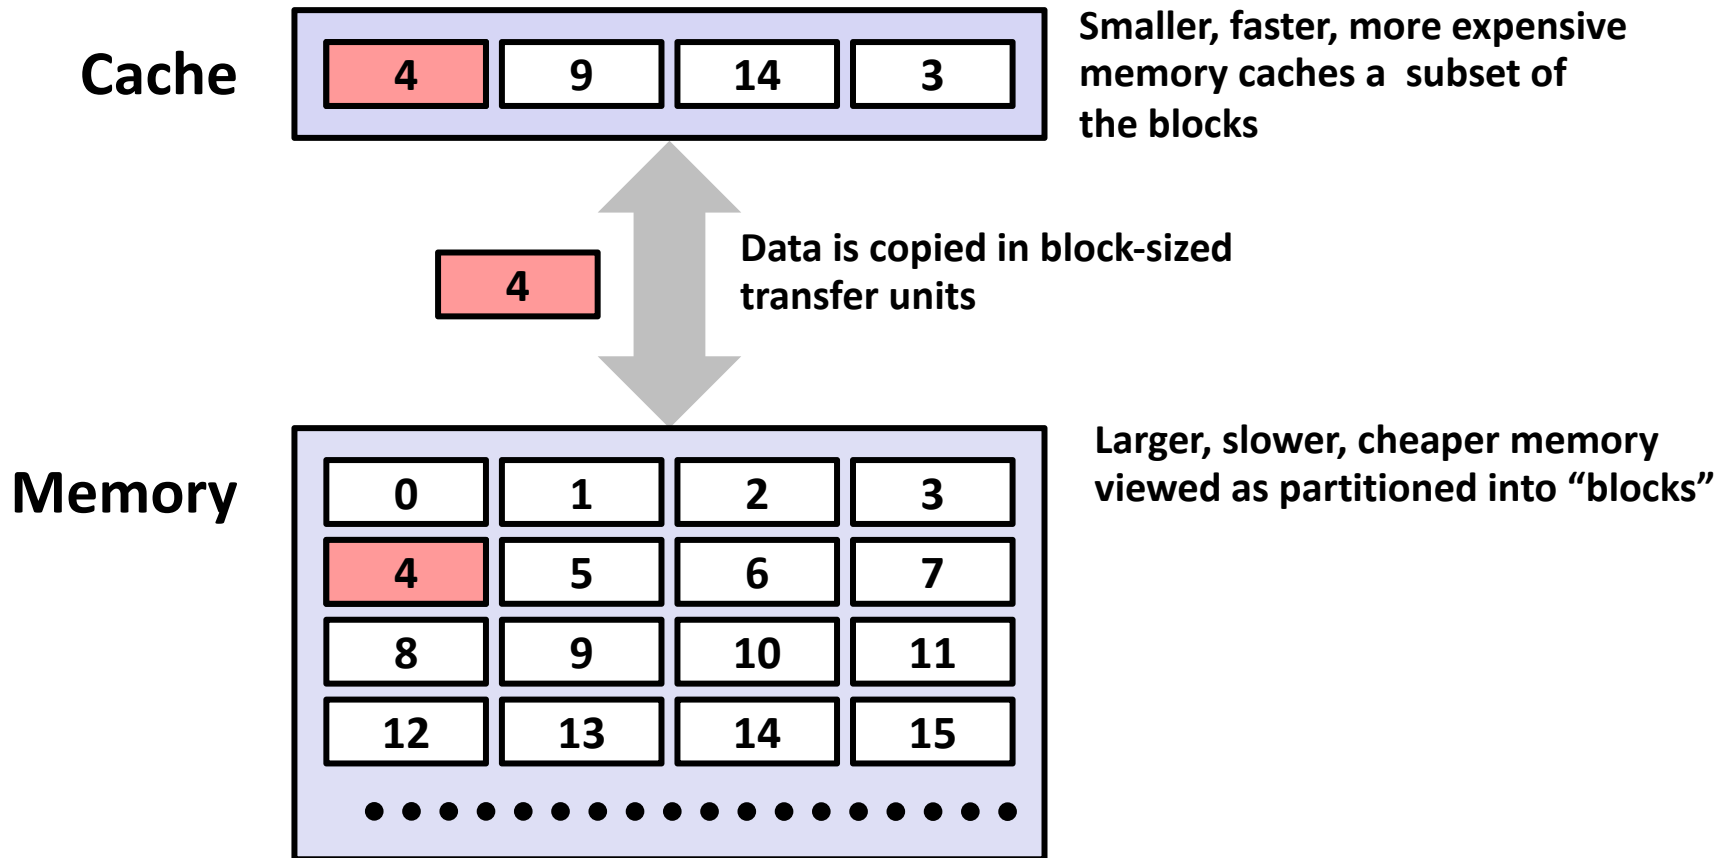 Cache
4 9 14 3
Smaller, faster, more expensive
memory caches a  subset of
the blocks
4
Data is copied in block-sized
transfer units
Memory
0 1 2 3
4 5 6 7
8 9 10 11
12 13 14 15
Larger, slower, cheaper memory
viewed as partitioned into “blocks”